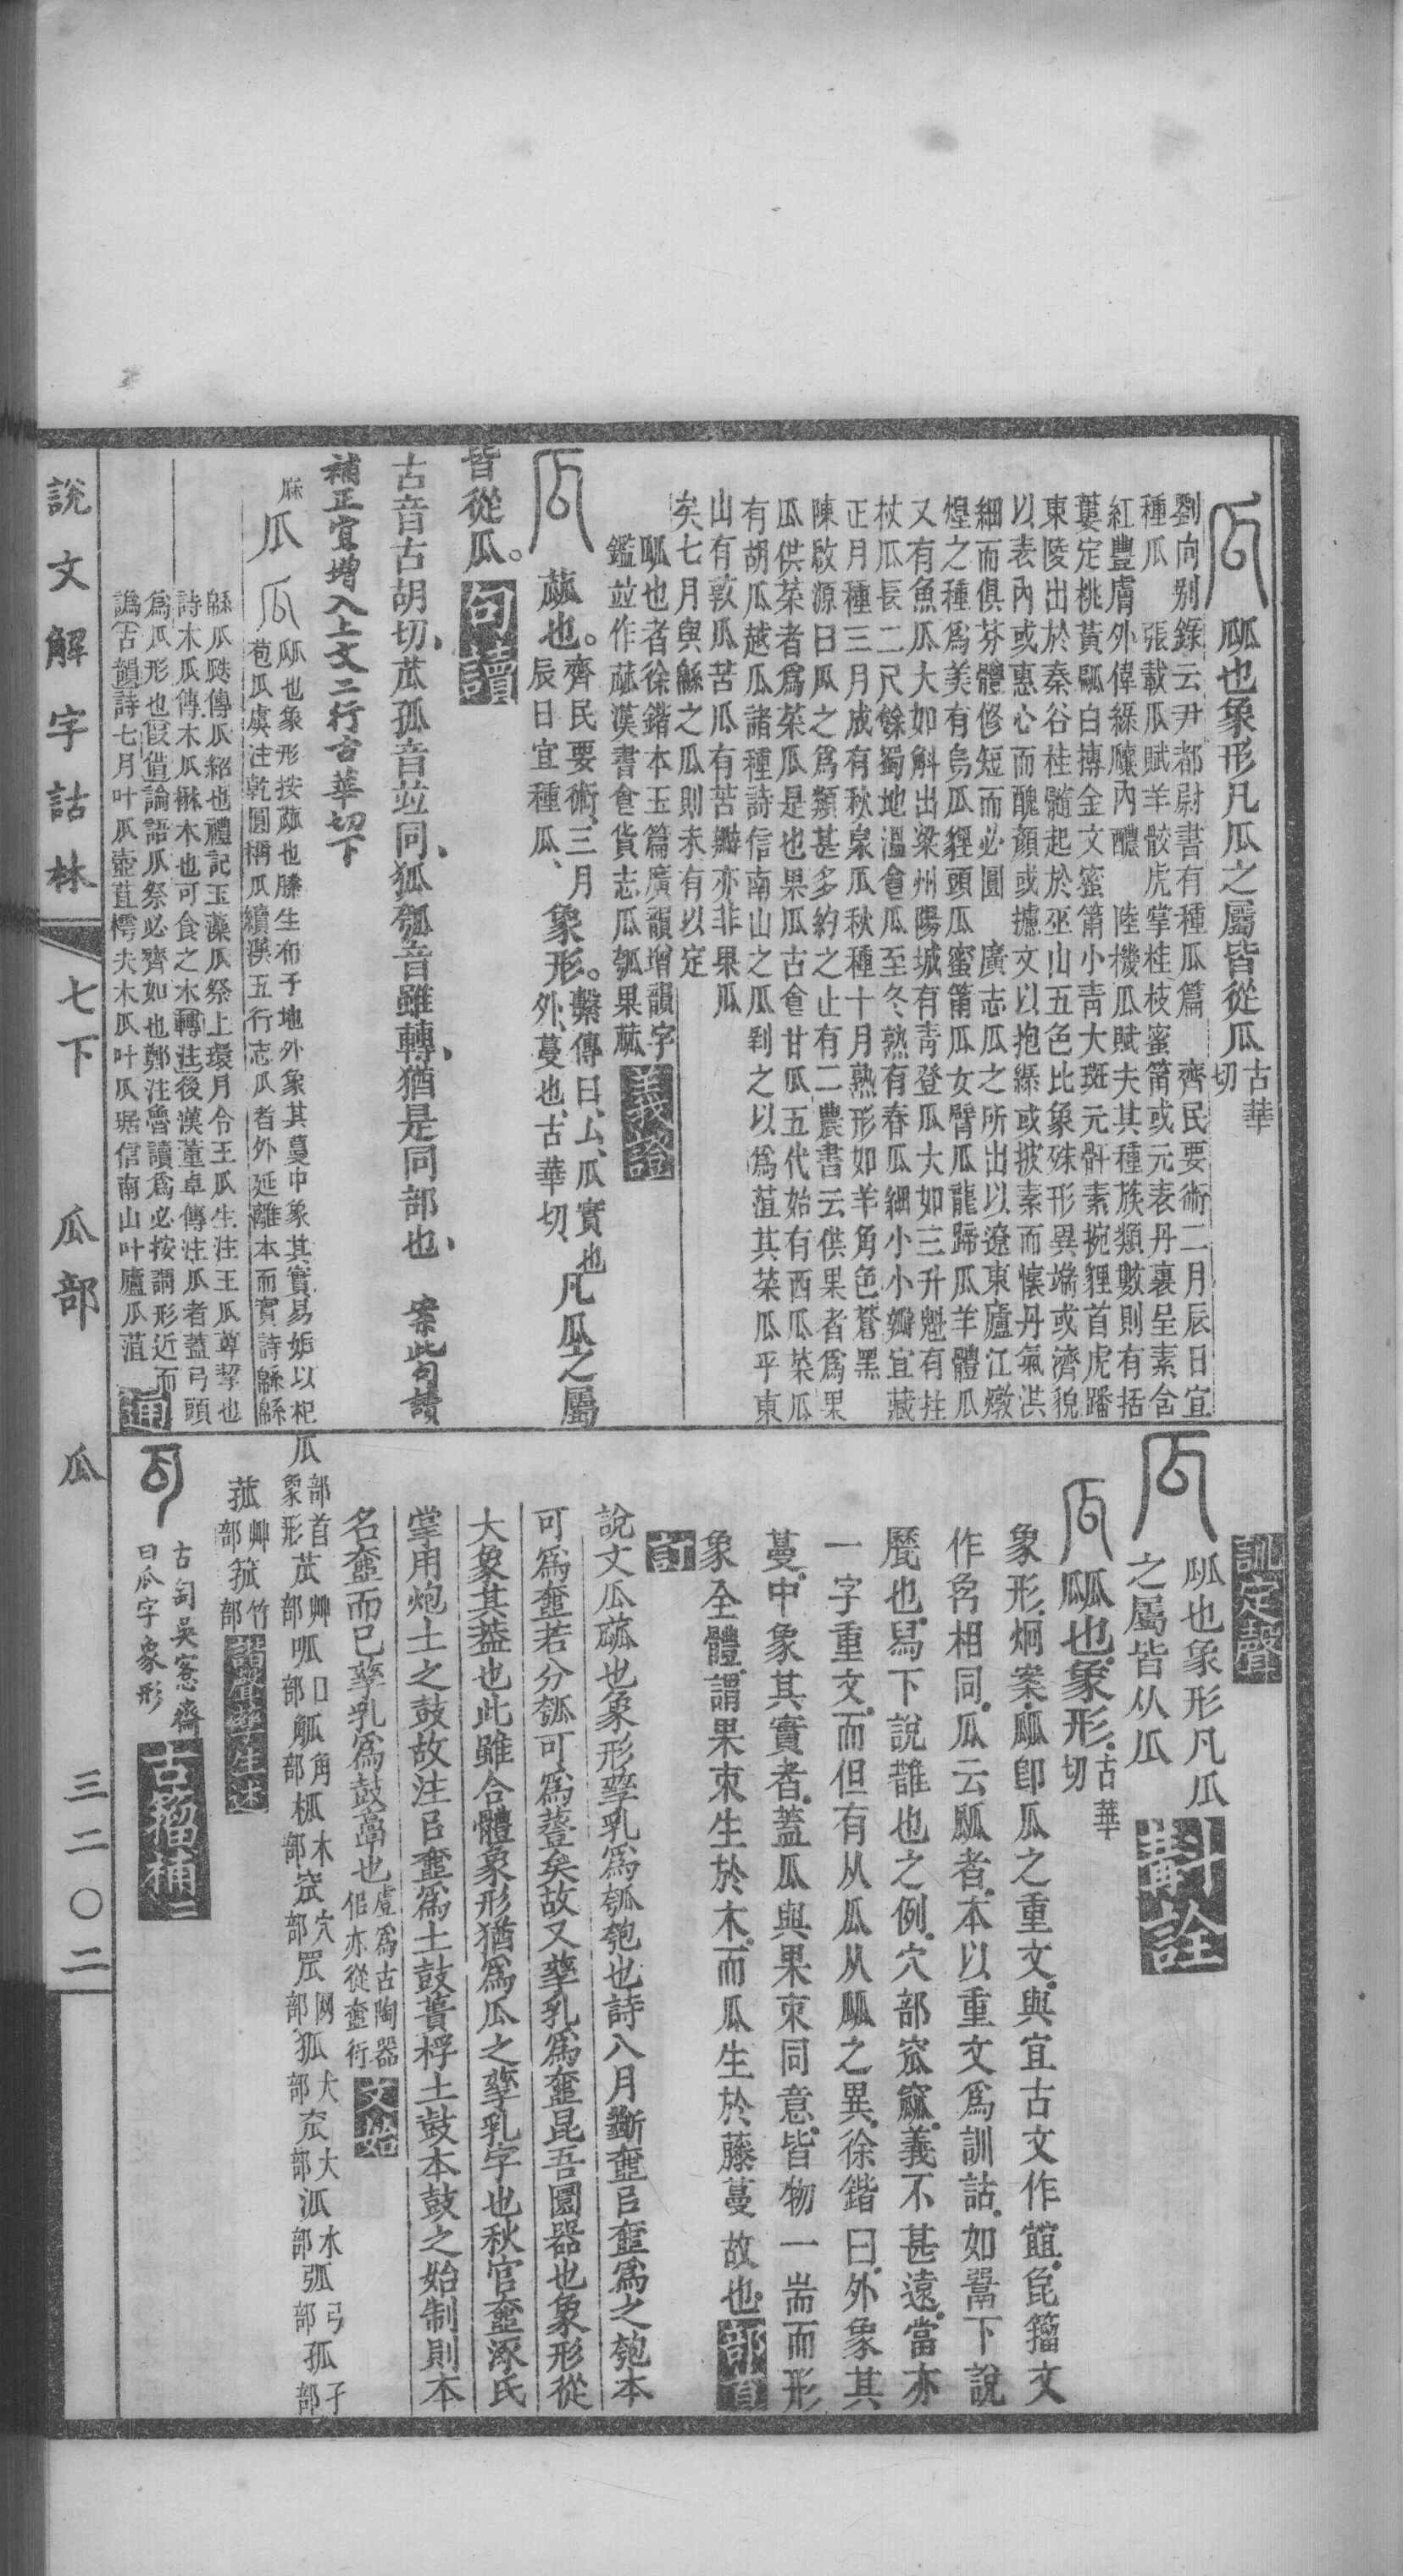 㼌也象形凡瓜之屬皆從瓜古華切
劉向别錄云尹都尉書有種瓜篇　齊民要術二月辰日宜
種瓜　張載瓜賦羊骹虎掌桂枝蜜筩或元表丹裏呈素含
紅豐膚外偉綠瓤內醲　陸機瓜賦夫其種族類數則有括
蔞定桃黃㼐白摶金文蜜筩小靑大斑元骭素捥狸首虎蹯
東陵出於秦谷桂髓起於巫山五色比象殊形異端或濟貌
以表內或惠心而醜顏或攄文以抱綠或披素而懷丹氣洪
細而俱芬體修短而必圓　廣志瓜之所出以遼東廬江燉
煌之種爲美有烏瓜貍頭瓜蜜筩瓜女臂瓜龍蹄瓜羊體瓜
又有魚瓜大如斛出梁州陽城有靑登瓜大如三升魁有拄
杖瓜長二尺餘蜀地溫食瓜至冬熟有春瓜細小小瓣宜藏
正月種三月成有秋泉瓜秋種十月熟形如羊角色蒼黑
陳啟源曰瓜之爲類甚多約之止有二農書云供果者爲果
瓜供菜者爲菜瓜是也果瓜古食甘瓜五代始有西瓜菜瓜
有胡瓜越瓜諸種詩信南山之瓜剝之以爲菹其菜瓜乎東
山有敦瓜苦瓜有苦瓣亦非果瓜
矣七月與緜之瓜則未有以定
㼌也者徐鍇本玉篇廣韻增韻字
鑑竝作蓏漢書食貨志瓜瓠果蓏義證
蓏也。齊民要術、三月辰日宜種瓜、象形。繫傳曰、厶、瓜實也外、蔓也、古華切、凡瓜之屬
皆從瓜。句讀
古音古胡切、苽孤音竝同、狐瓠音雖轉、猶是同部也、　案此句讀
補正宜增入上文二行古華切下
麻
瓜㼌也象形按蓏也䕨生布于地外象其蔓中象其實易姤以杞
苞瓜虞注乾圓稱瓜續漢五行志瓜者外延離本而實詩緜緜
緜瓜瓞傳瓜紹也禮記玉藻瓜祭上環月令王瓜生注王瓜萆挈也
詩木瓜傳木瓜楙木也可食之木轉注後漢董卓傳注瓜者蓋弓頭
爲瓜形也叚借論語瓜祭必齊如也鄭注魯讀爲必按謂形近而
譌古韻詩七月叶瓜壺苴樗夫木瓜叶瓜琚信南山叶廬瓜菹通
訓定聲
㼌也象形凡瓜
之屬皆从瓜斠詮
㼌也.象形.古華切
象形.炯案.㼌卽瓜之重文.與宜古文作𡪀.皃籒文
作㒵相同.瓜云㼌者.本以重文爲訓詁.如鬲下說
䰜也.舄下說䧿也之例.穴部窊窳.義不甚遠.當亦
一字重文.而但有从瓜从㼌之異.徐鍇曰.外象其
蔓.中象其實者.蓋瓜與果朿同意.皆物一耑而形
象全體.謂果朿生於木.而瓜生於藤蔓故也.部首
訂
說文瓜㼌也象形孳乳爲瓠匏也詩八月斷壺㠯壺爲之匏本
可爲壺若分瓠可爲䀇矣故又孳乳爲壺昆吾圜器也象形從
大象其葢也此雖合體象形猶爲瓜之孳乳字也秋官壺涿氏
掌用炮土之鼓故注㠯壺爲土鼓蕢桴土鼓本鼓之始制則本
名壺而已孳乳爲鼓𩫏也虘爲古陶器侣亦從壺衍文始
瓜部首象形苽艸部呱口部觚角部柧木部窊穴部罛网部狐犬部㚌大部泒水部弧弓部孤子部
菰艸部箛竹部諧聲孳生述
古匋吳愙齋曰瓜字象形古籀補
說文解字詁林　七下　瓜部　瓜　三二〇二